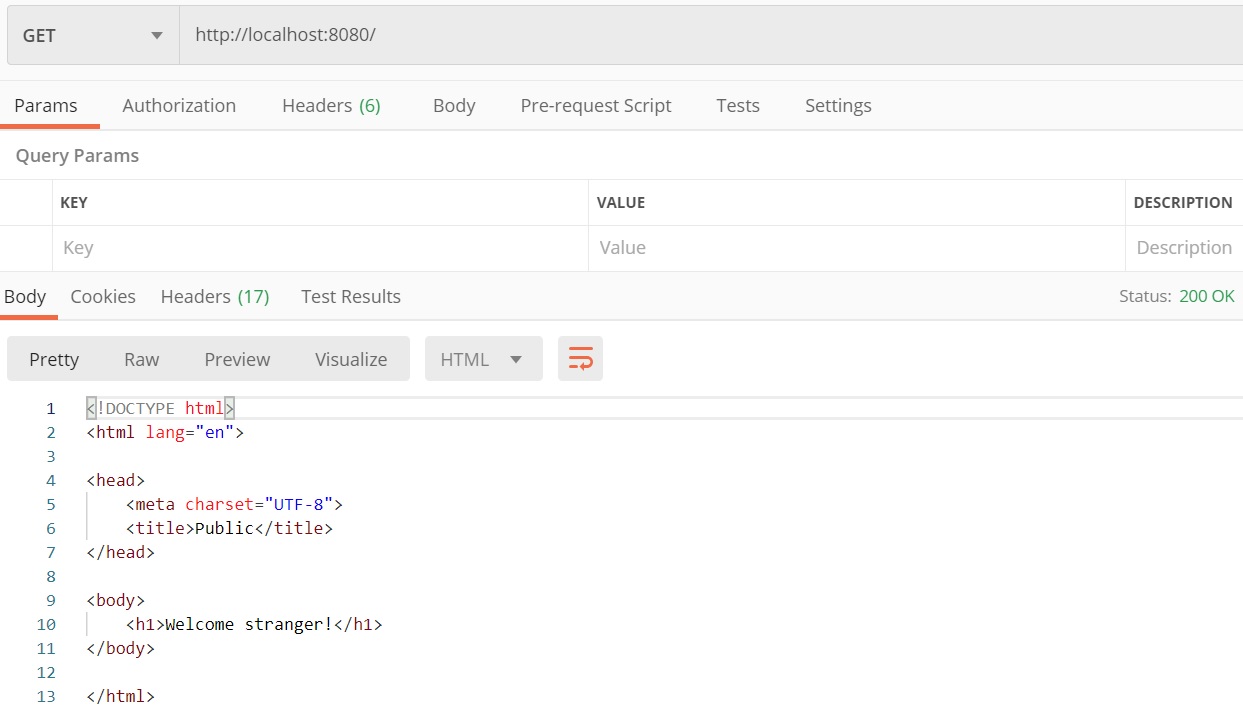 GET http://localhost:8080/
Params Authorization Headers (6) Body Pre-request Script Tests Settings
Query Params
KEY VALUE DESCRIPTION
Key Value Description
Body Cookies Headers (17) Test Results Status: 200 OK
Pretty Raw Preview Visualize HTML
1 <!DOCTYPE html>
2 <html lang="en">
3
4 <head>
5 <meta charset="UTF-8">
6 <title>Public</title>
7 </head>
8
9 <body>
10 <h1>Welcome stranger!</h1>
11 </body>
12
13 </html>